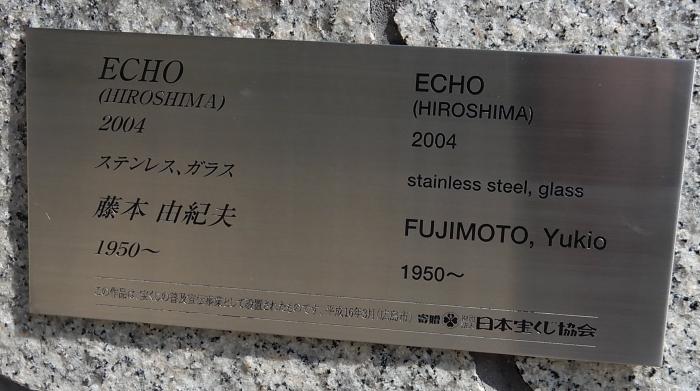 ECHO
(HIROSHIMA)
2004
ステンレス、ガラス
藤本 由紀夫
1950～
ECHO
(HIROSHIMA)
2004
stainless steel, glass
FUJIMOTO, Yukio
1950～
この作品は、宝くじの普及宣伝事業として設置されたものです。平成16年3月(広島市) 寄贈 日本宝くじ協会